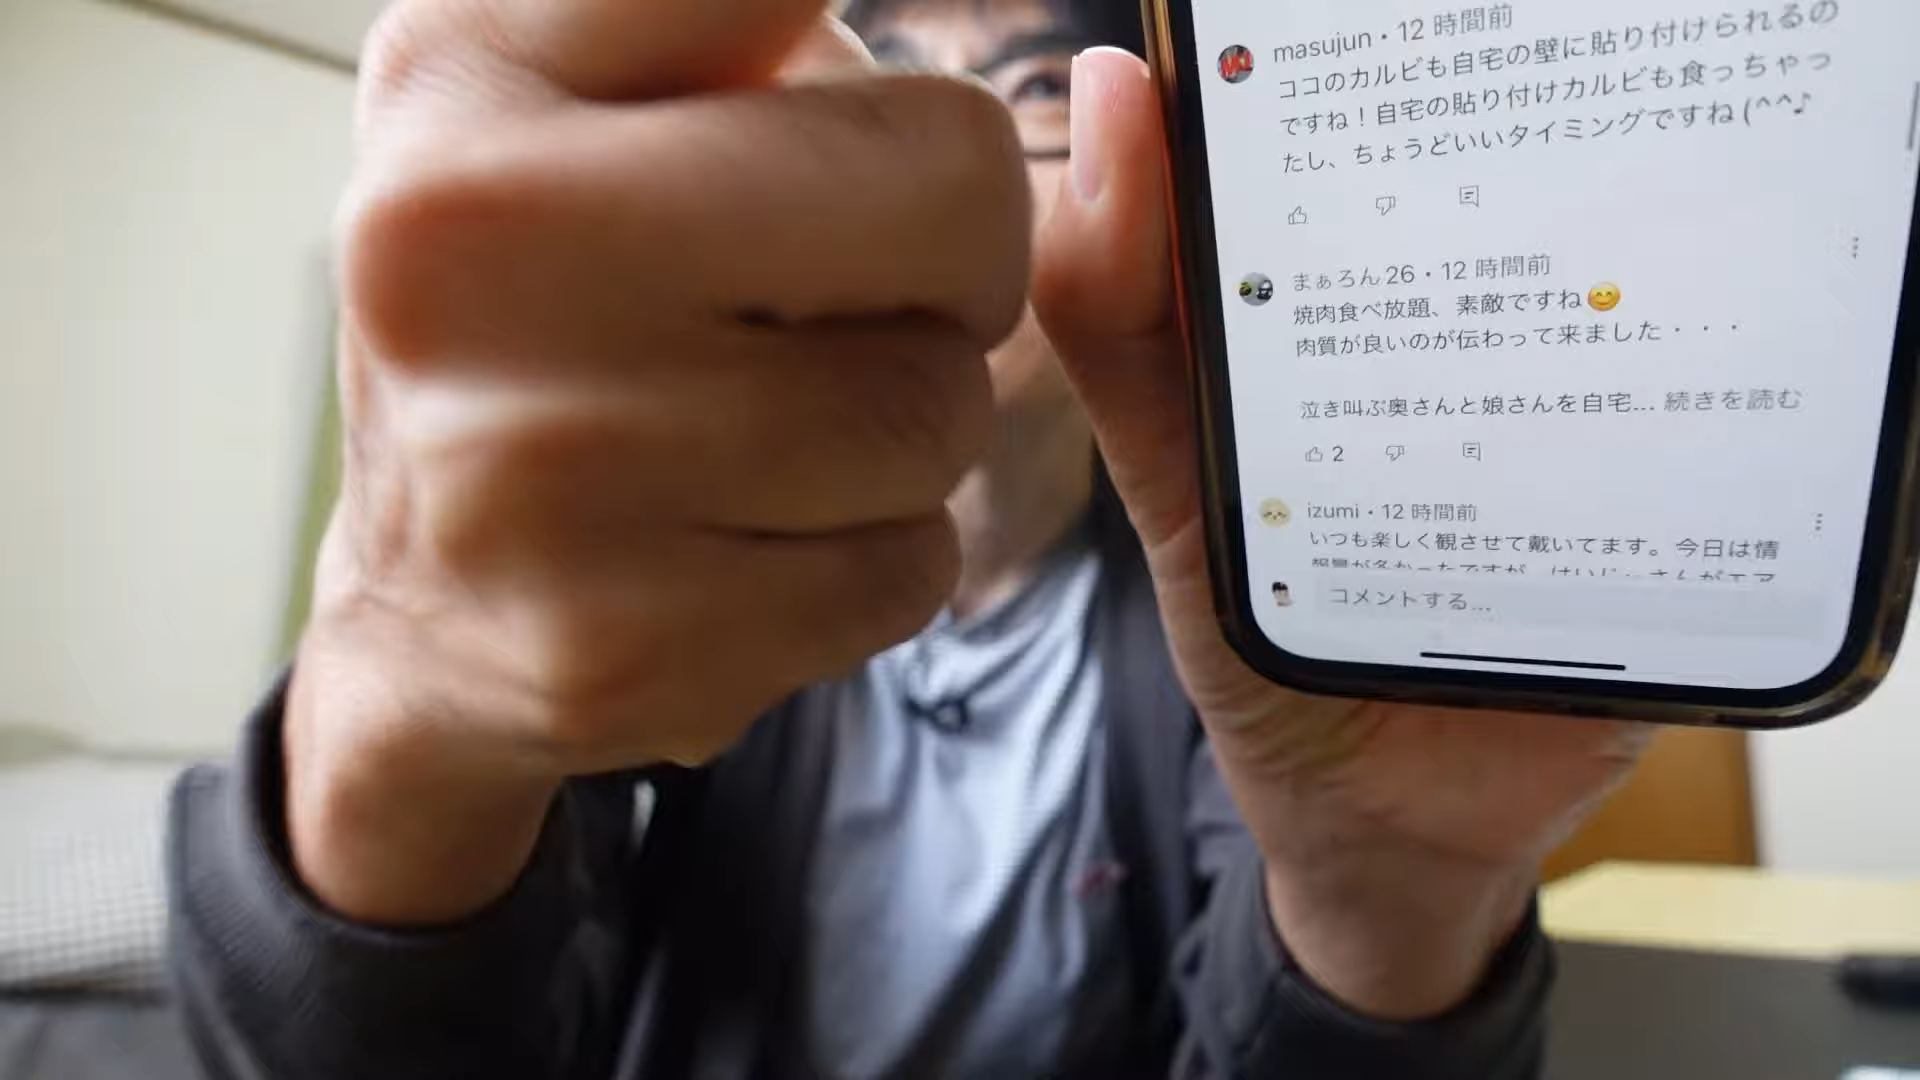 masujun・12 時間前
ココのカルビも自宅の壁に貼り付けられるの
ですね！自宅の貼り付けカルビも食っちゃっ
たし、ちょうどいいタイミングですね(^^♪
まぁろん26・12 時間前
焼肉食べ放題、素敵ですね😊
肉質が良いのが伝わって来ました・・・
泣き叫ぶ奥さんと娘さんを自宅... 続きを読む
2
izumi・12 時間前
いつも楽しく観させて戴いてます。今日は情
コメントする...